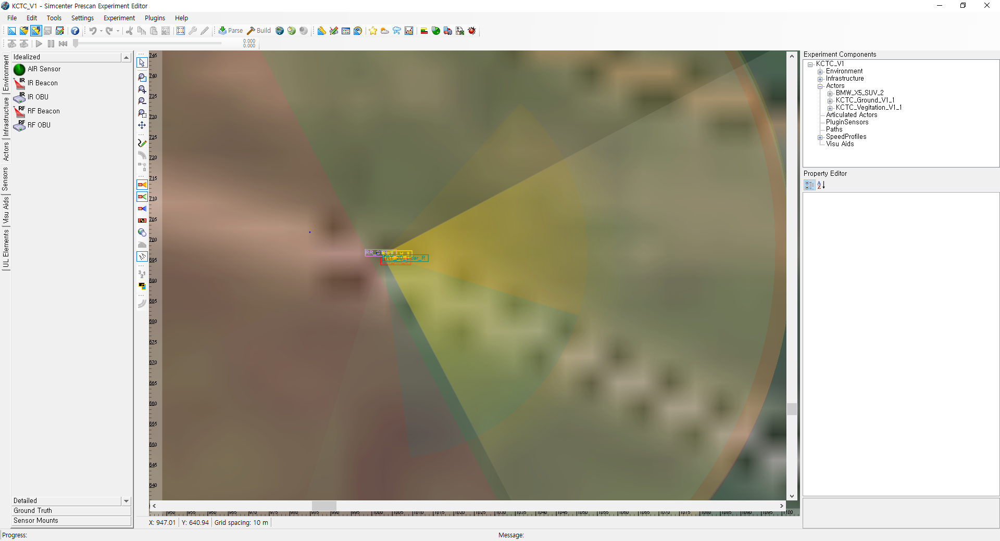 KCTC_V1 - Simcenter Prescan Experiment Editor
File Edit Tools Settings Experiment Plugins Help
Parse Build
0.000
0.000
Environment
Infrastructure
Actors
Sensors
Visu Aids
UL Elements
Idealized
AIR Sensor
IR Beacon
IR OBU
RF Beacon
RF OBU
Detailed
Ground Truth
Sensor Mounts
745
740
735
730
725
720
715
710
705
700
695
690
685
680
675
670
665
660
655
650
645
640
950 955 960 965 970 975 980 985 990 995 1000 1005 1010 1015 1020 1025 1030 1035 1040 1045 1050 1055 1060 1065 1070 1075 1080 1085 1090 1095 1100
X: 947.01 Y: 640.94 Grid spacing: 10 m
Experiment Components
KCTC_V1
Environment
Infrastructure
Actors
BMW_X5_SUV_2
KCTC_Ground_V1_1
KCTC_Vegitation_V1_1
Articulated Actors
PluginSensors
Paths
SpeedProfiles
Visu Aids
Property Editor
Progress:
Message: